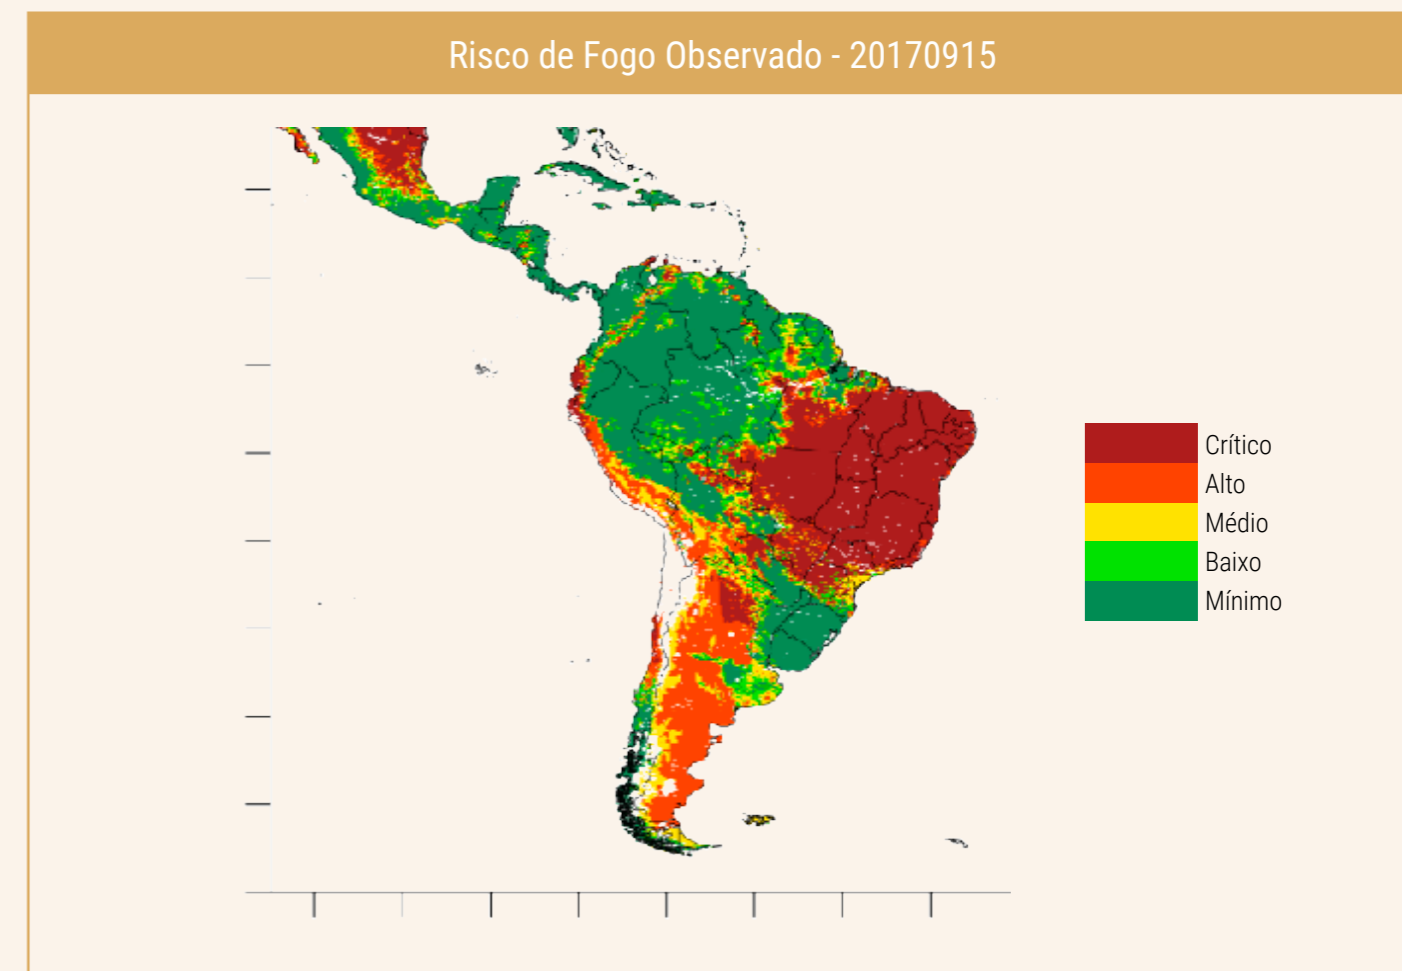 Risco de Fogo Observado - 20170915
Crítico
Alto
Médio
Baixo
Mínimo